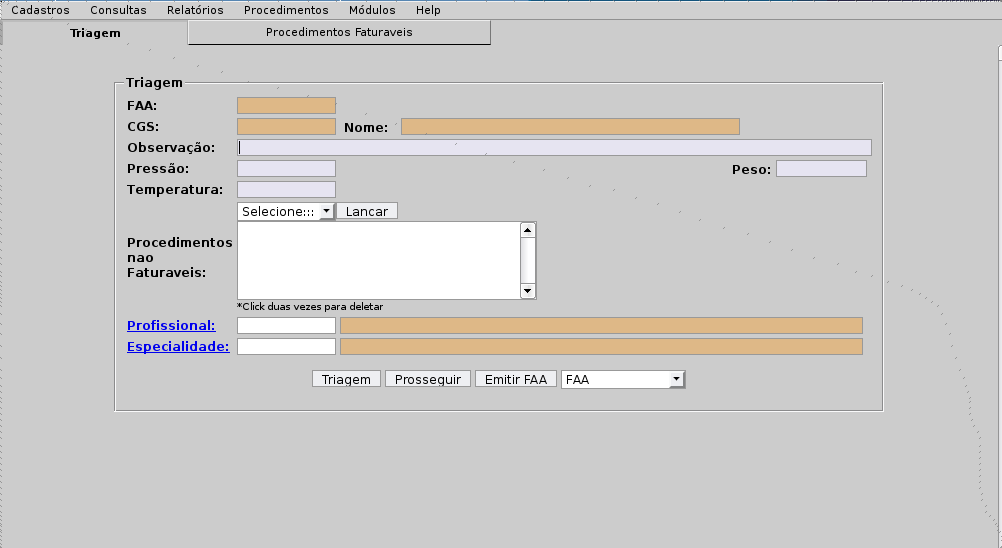 Cadastros Consultas Relatórios Procedimentos Módulos Help
Triagem Procedimentos Faturaveis
Triagem
FAA:
CGS: Nome:
Observação:
Pressão: Peso:
Temperatura:
Selecione::: Lancar
Procedimentos
nao
Faturaveis:
*Click duas vezes para deletar
Profissional:
Especialidade:
Triagem Prosseguir Emitir FAA FAA